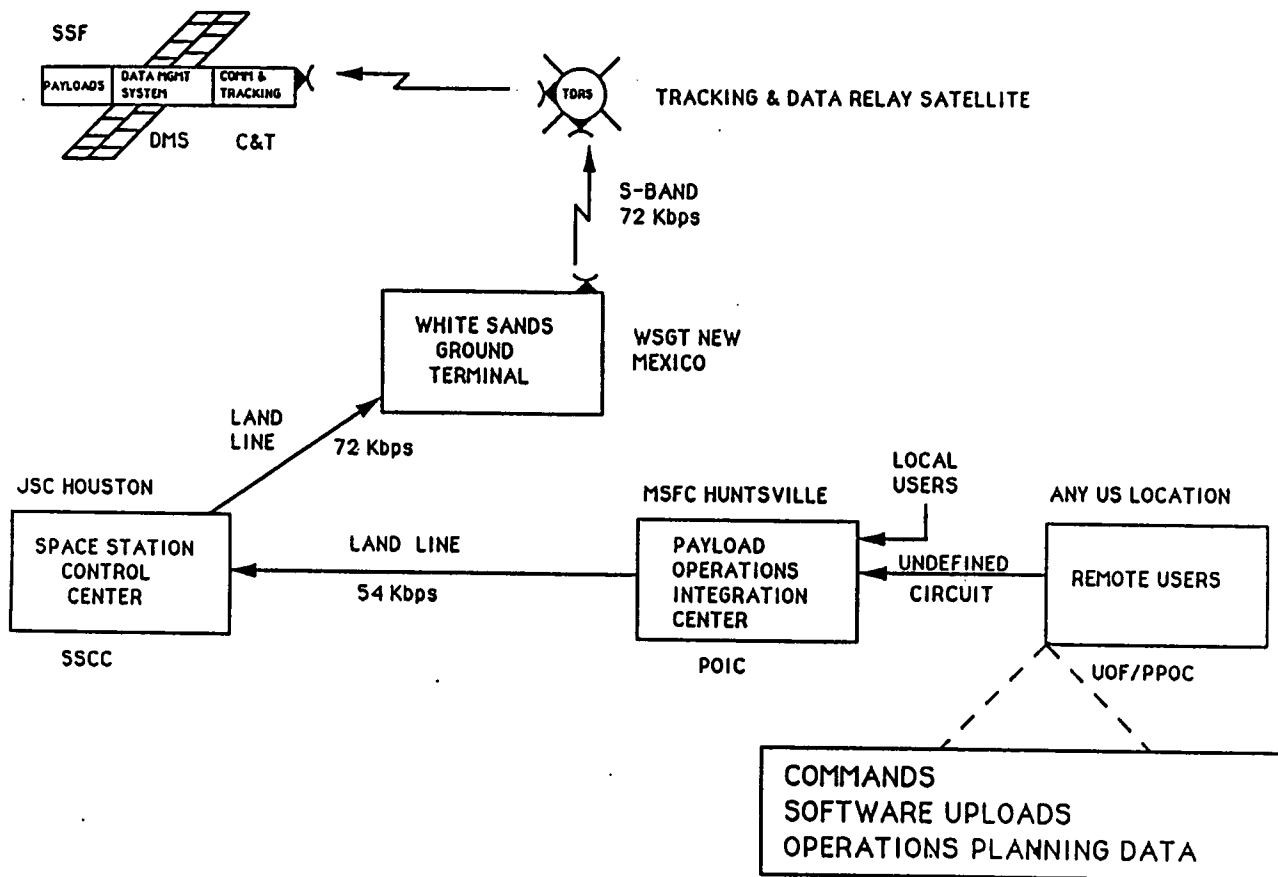 SSF
PAYLOADS
DATA MGMT
SYSTEM
COMM &
TRACKING
DMS
C&T
TDRS
TRACKING & DATA RELAY SATELLITE
S-BAND
72 Kbps
WHITE SANDS
GROUND
TERMINAL
WSGT NEW
MEXICO
LAND
LINE
72 Kbps
JSC HOUSTON
SPACE STATION
CONTROL
CENTER
SSCC
LAND LINE
54 Kbps
MSFC HUNTSVILLE
PAYLOAD
OPERATIONS
INTEGRATION
CENTER
POIC
LOCAL
USERS
UNDEFINED
CIRCUIT
ANY US LOCATION
REMOTE USERS
UOF/PPOC
COMMANDS
SOFTWARE UPLOADS
OPERATIONS PLANNING DATA